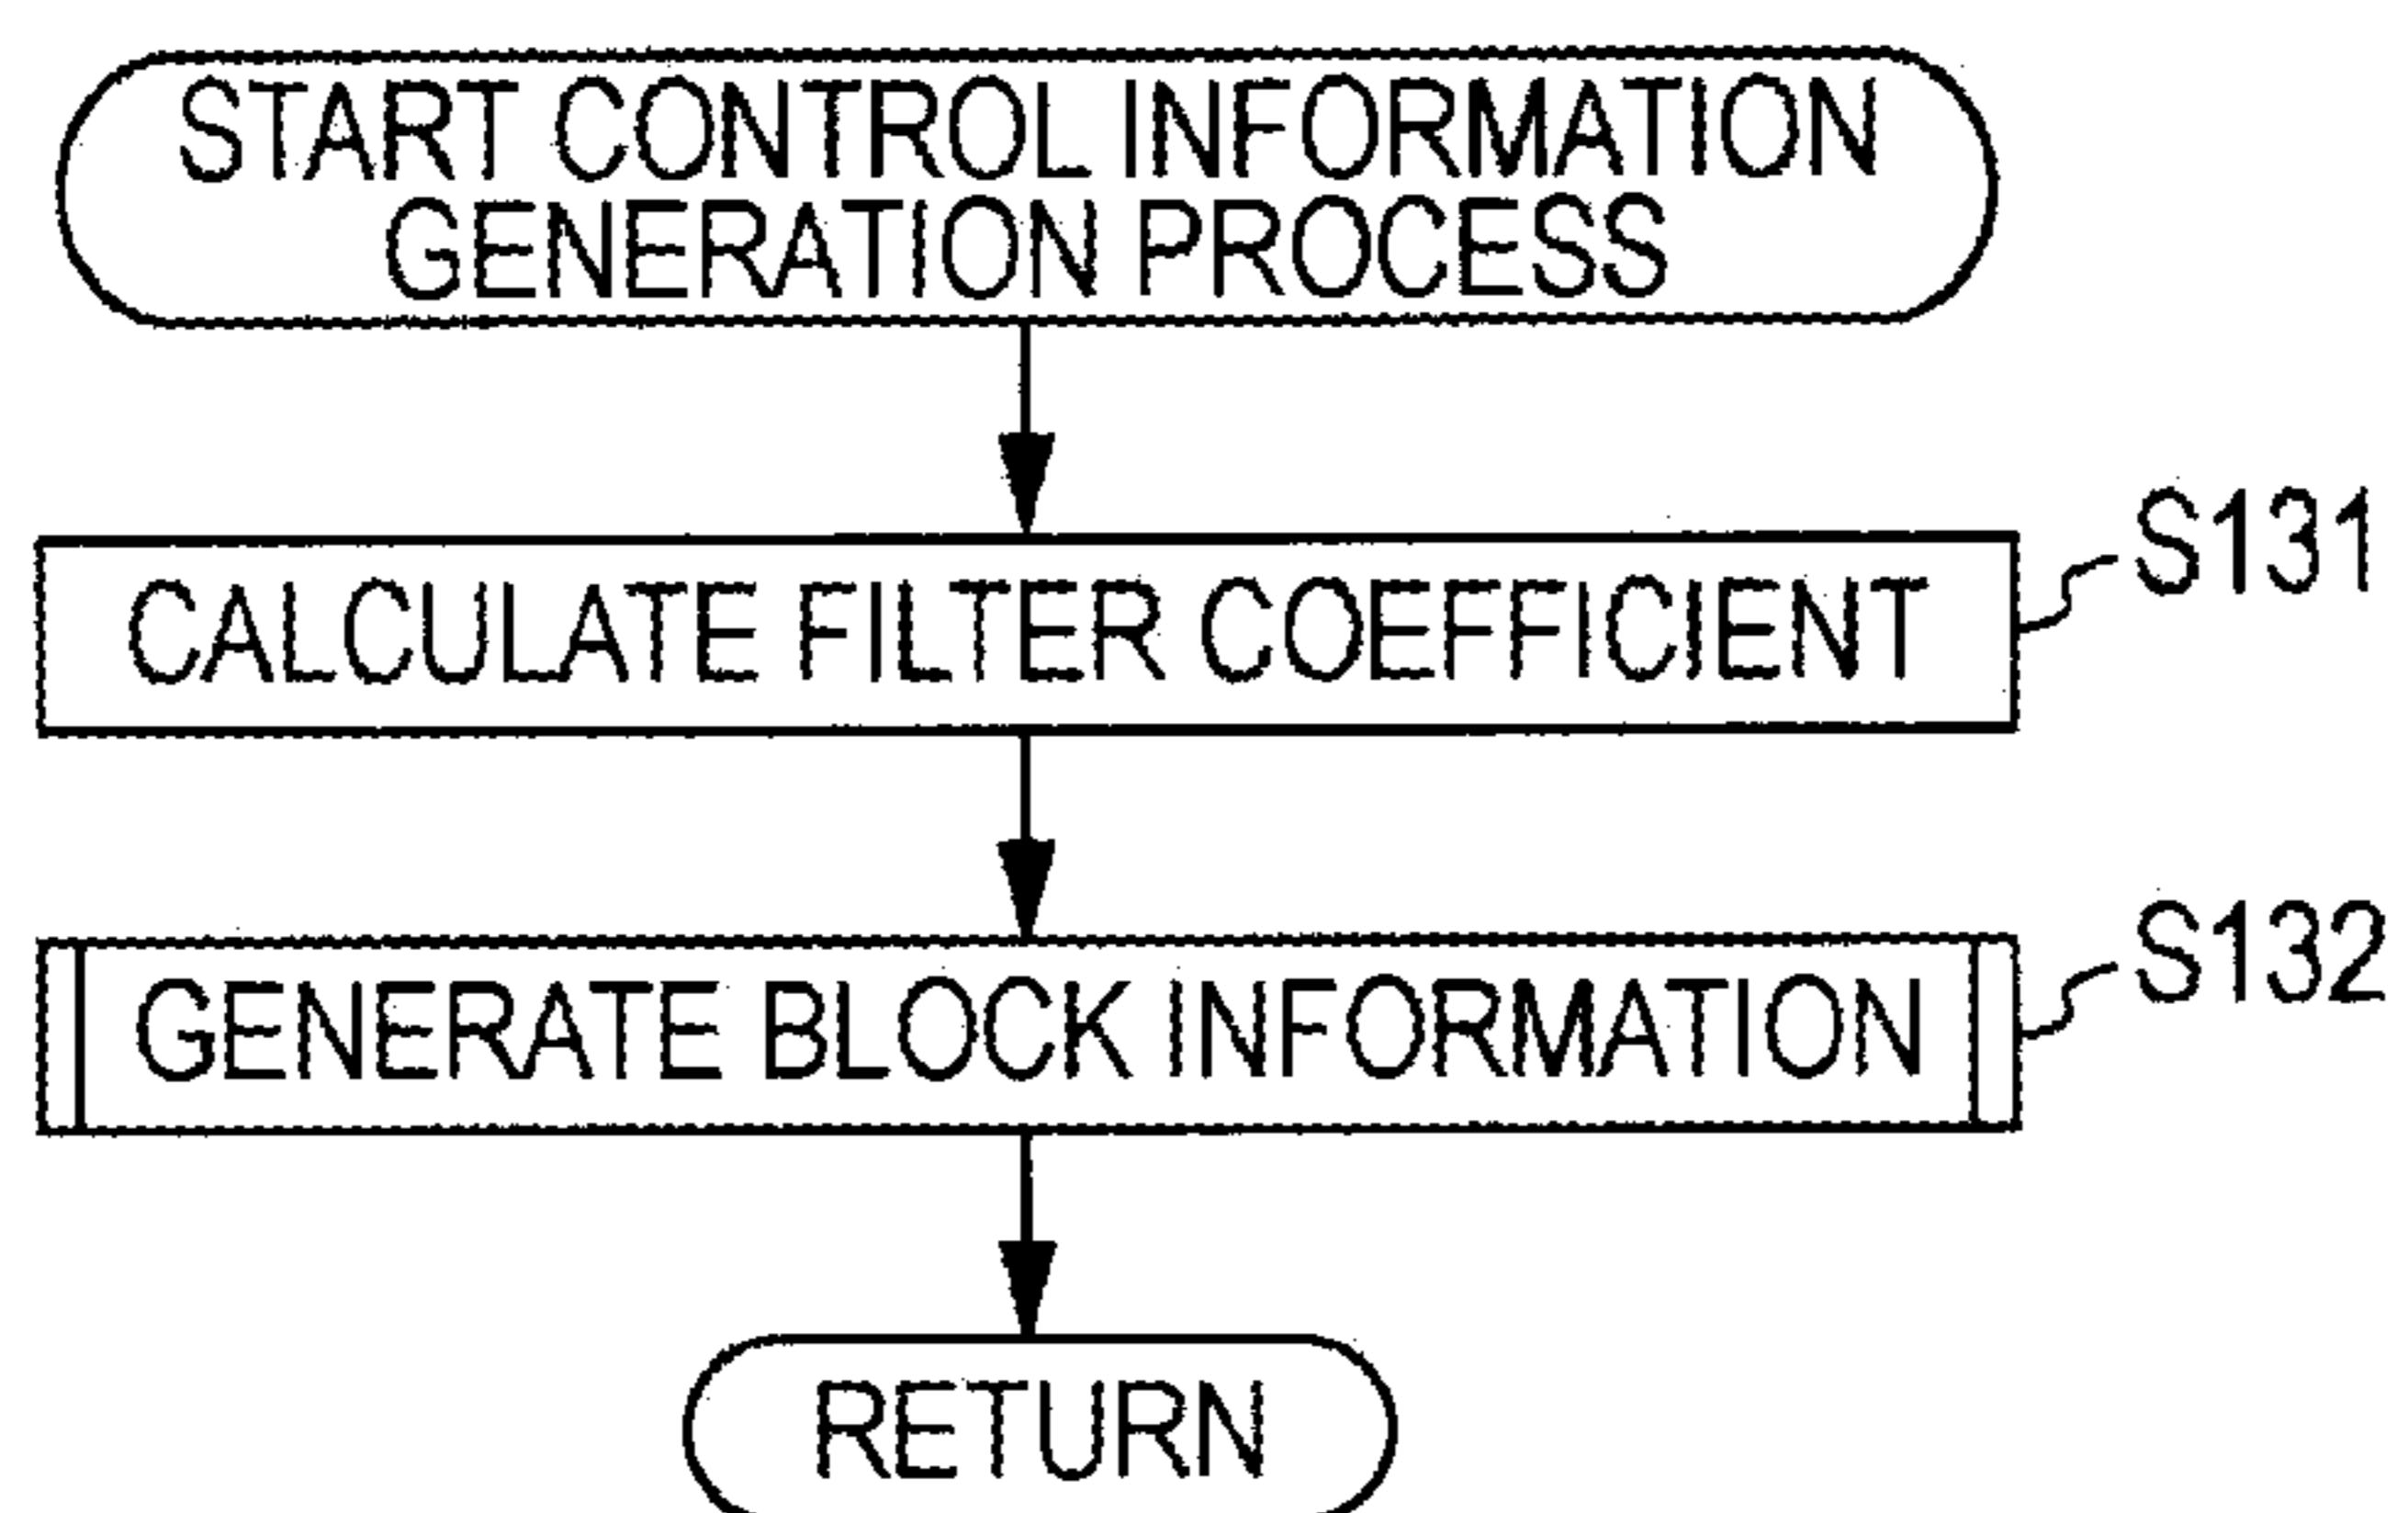 START CONTROL INFORMATION
GENERATION PROCESS
CALCULATE FILTER COEFFICIENT
S131
GENERATE BLOCK INFORMATION
S132
RETURN